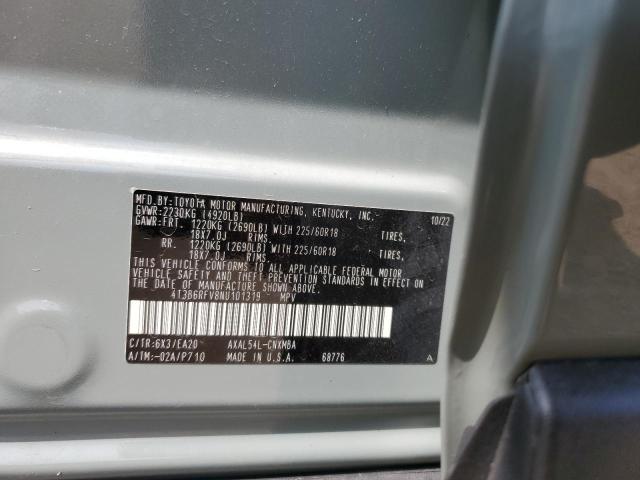 MFD.BY:TOYOTA MOTOR MANUFACTURING, KENTUCKY, INC. 10/22
GVWR:2230KG (4920LB)
GAWR:FRT 1220KG (2690LB) WITH 225/60R18 TIRES,
18X7.0J RIMS.
RR. 1220KG (2690LB) WITH 225/60R18 TIRES,
18X7.0J RIMS.
THIS VEHICLE CONFORMS TO ALL APPLICABLE FEDERAL MOTOR
VEHICLE SAFETY AND THEFT PREVENTION STANDARDS IN EFFECT
ON THE DATE OF MANUFACTURE SHOWN ABOVE.
4T3B6RFV8NU101319 MPV
C/TR:6X3/EA20 AXAL54L-CNXMBA
A/TM:-02A/P710 MADE IN U.S.A. 68776 A